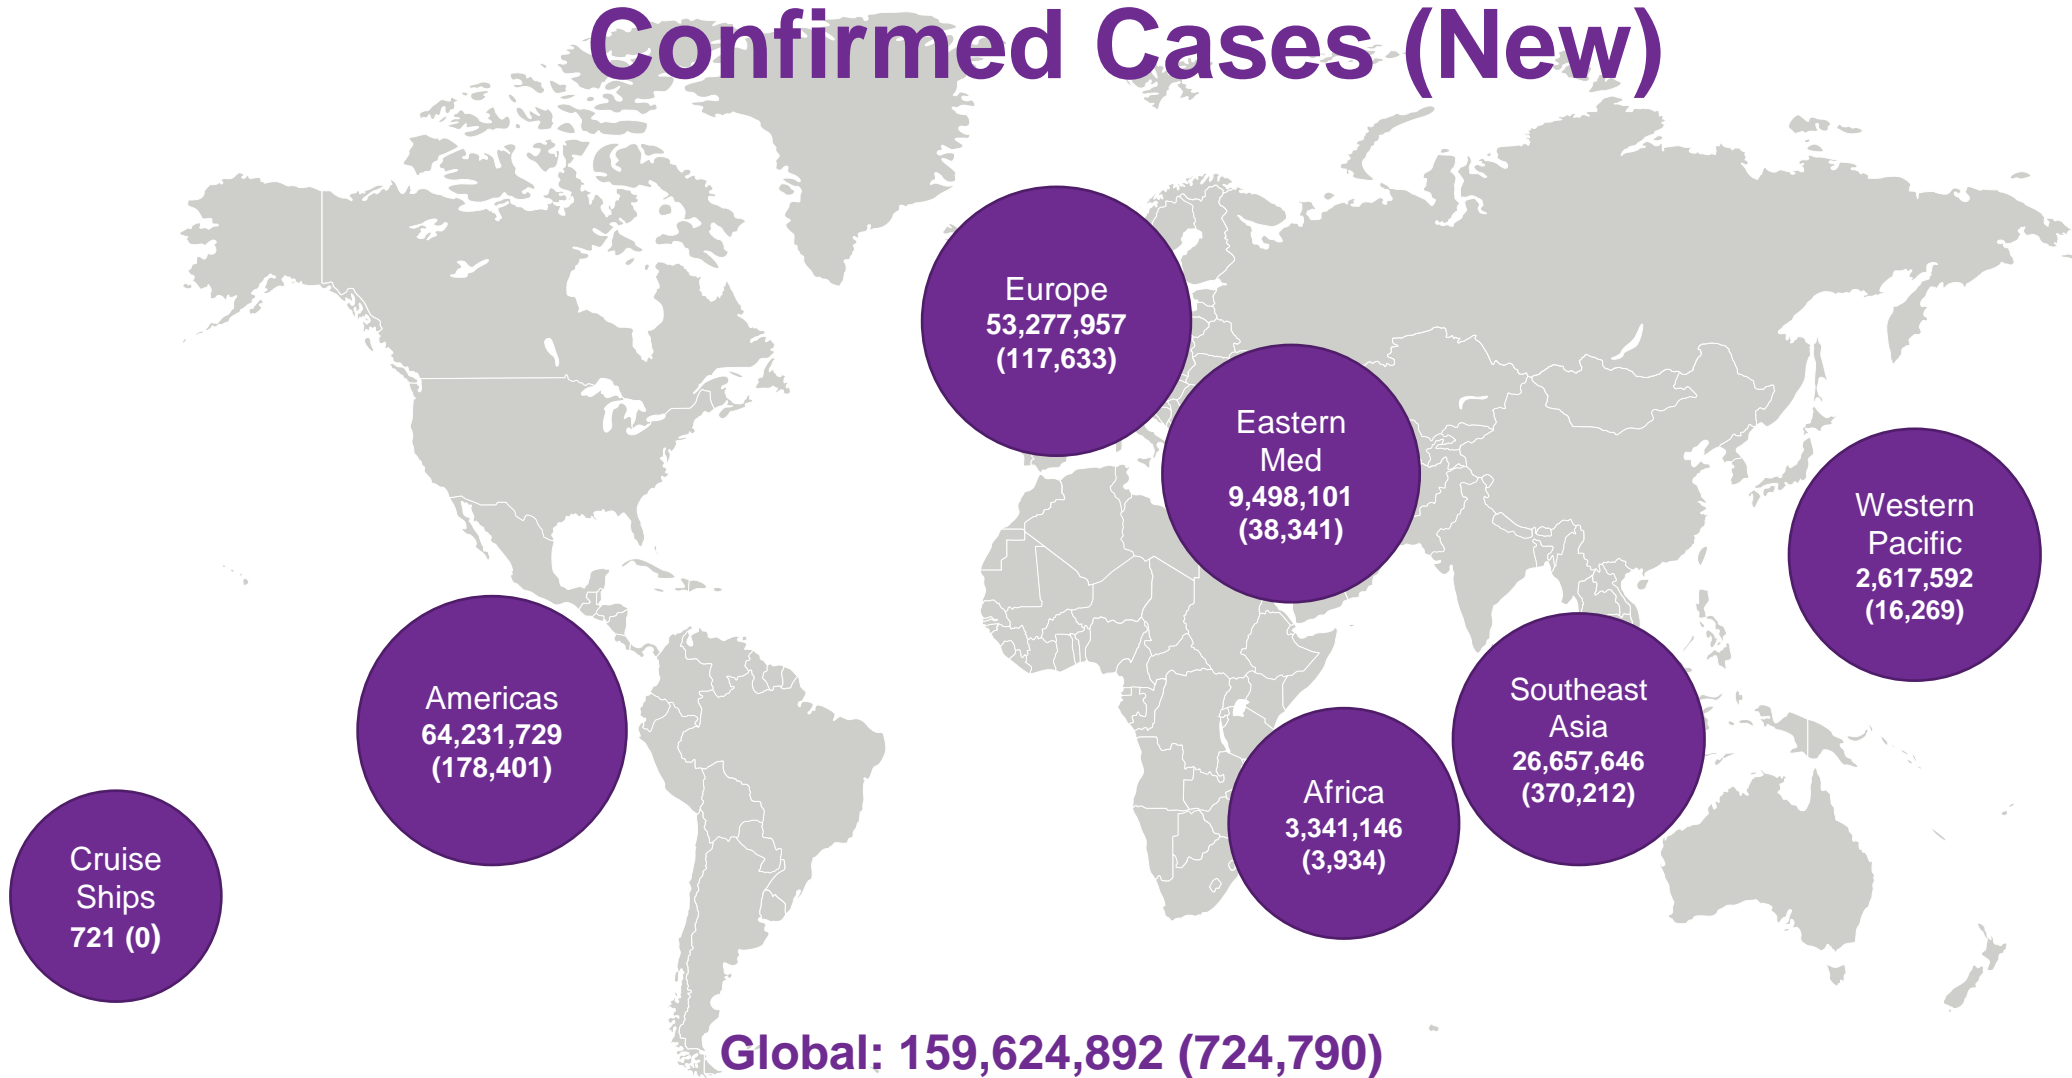 Confirmed Cases (New)
Europe
53,277,957
(117,633)
Eastern
Med
9,498,101
(38,341)
Western
Pacific
2,617,592
(16,269)
Americas
64,231,729
(178,401)
Southeast
Asia
26,657,646
(370,212)
Africa
3,341,146
(3,934)
Cruise
Ships
721 (0)
Global: 159,624,892 (724,790)